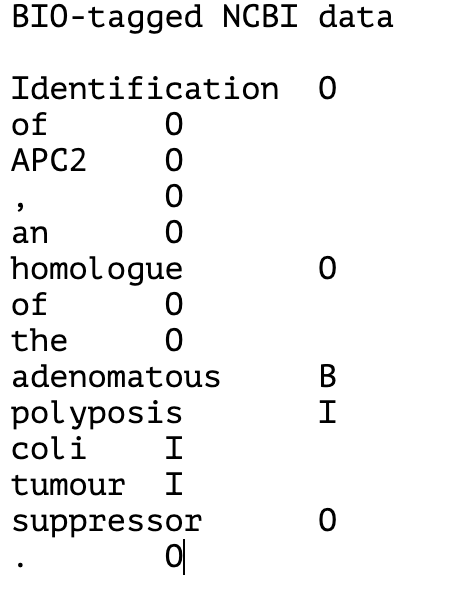 BIO-tagged NCBI data
Identification O
of O
APC2 O
, O
an O
homologue O
of O
the O
adenomatous B
polyposis I
coli I
tumour I
suppressor O
. O